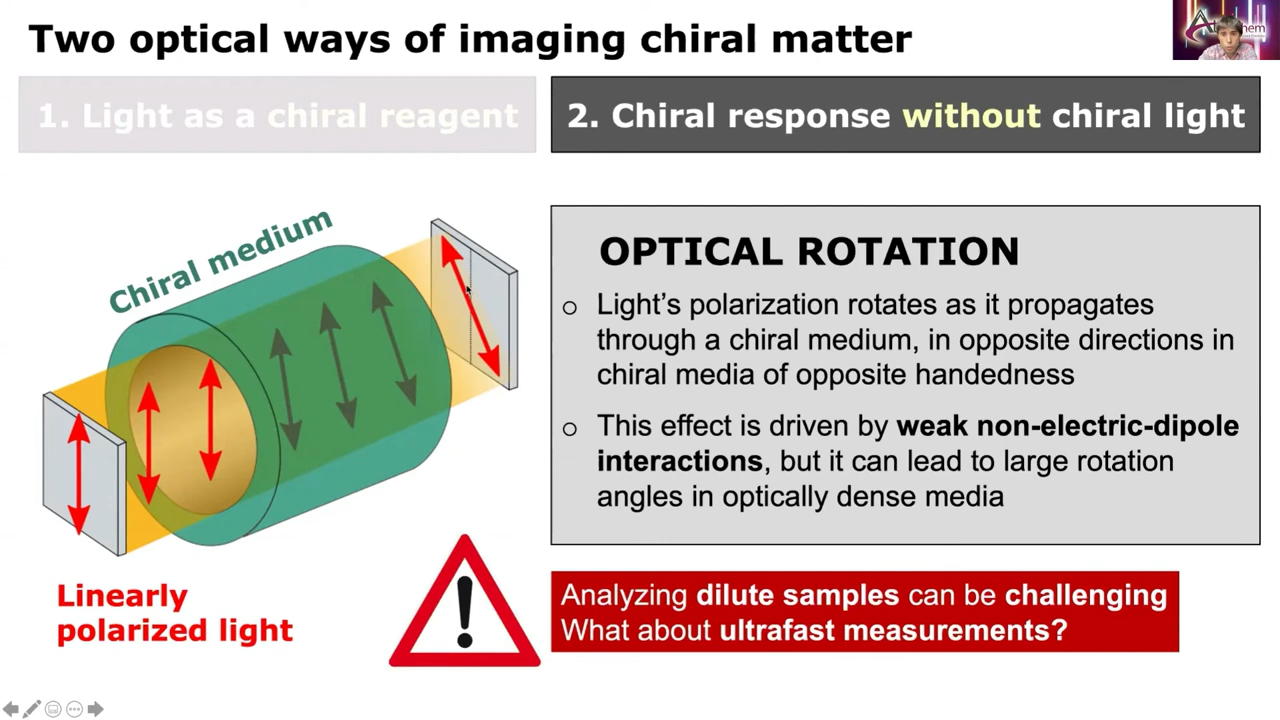 Two optical ways of imaging chiral matter
1. Light as a chiral reagent
2. Chiral response without chiral light
Chiral medium
Linearly
polarized light
OPTICAL ROTATION
Light's polarization rotates as it propagates
through a chiral medium, in opposite directions in
chiral media of opposite handedness
This effect is driven by weak non-electric-dipole
interactions, but it can lead to large rotation
angles in optically dense media
!
Analyzing dilute samples can be challenging
What about ultrafast measurements?